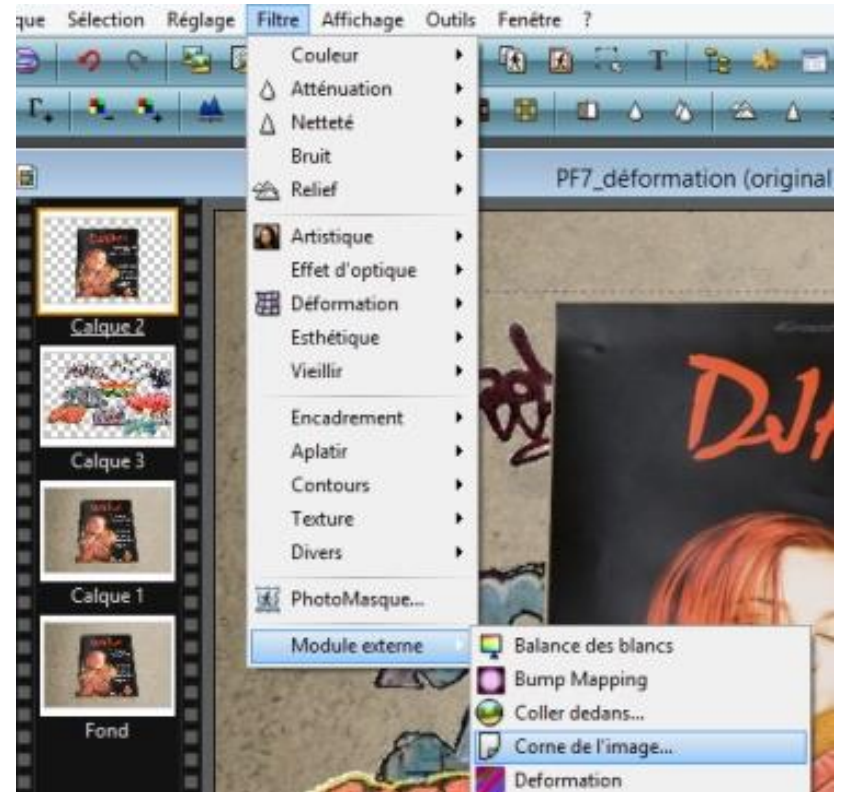 que Sélection Réglage Filtre Affichage Outils Fenêtre ?
T
PF7_déformation (original
Couleur
Atténuation
Netteté
Bruit
Relief
Artistique
Effet d'optique
Déformation
Esthétique
Vieillir
Encadrement
Aplatir
Contours
Texture
Divers
PhotoMasque...
Module externe
Balance des blancs
Bump Mapping
Coller dedans...
Corne de l'image...
Deformation
Calque 2
Calque 3
Calque 1
Fond